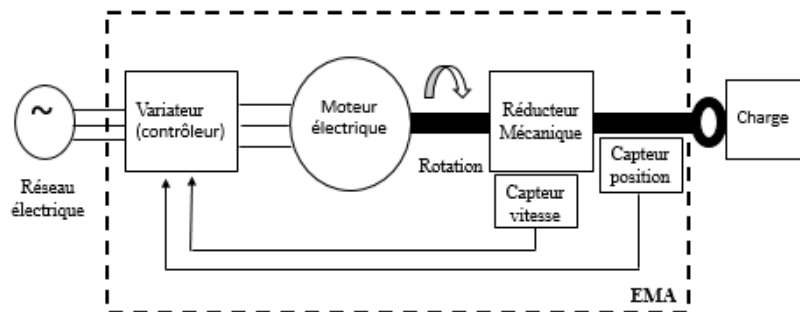 ~
Réseau
électrique
Variateur
(contrôleur)
Moteur
électrique
Rotation
Réducteur
Mécanique
Capteur
vitesse
Capteur
position
Charge
EMA